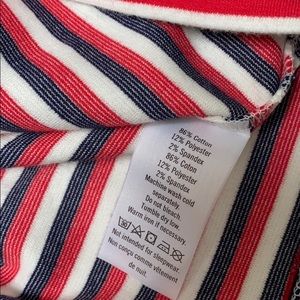 86% Cotton
12% Polyester
2% Spandex
86% Coton
12% Polyester
2% Spandex
Machine wash cold
separately.
Do not bleach.
Tumble dry low.
Warm iron if necessary.
Not intended for sleepwear.
Non conçu comme vêtement
de nuit.